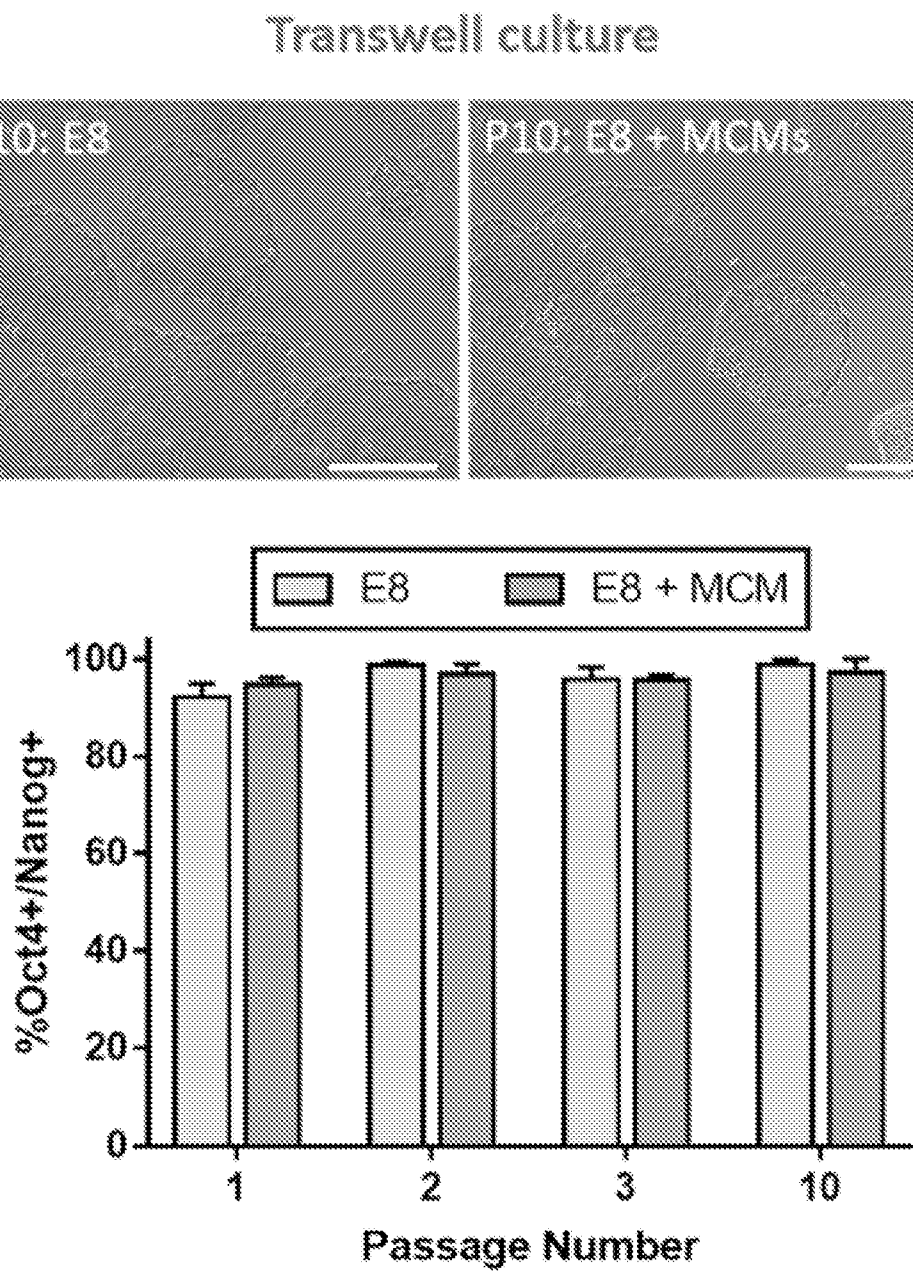 Transwell culture
10: E8
P10: E8 + MCMs
E8
E8 + MCM
100
80
60
40
20
0
%Oct4+/Nanog+
1
2
3
10
Passage Number